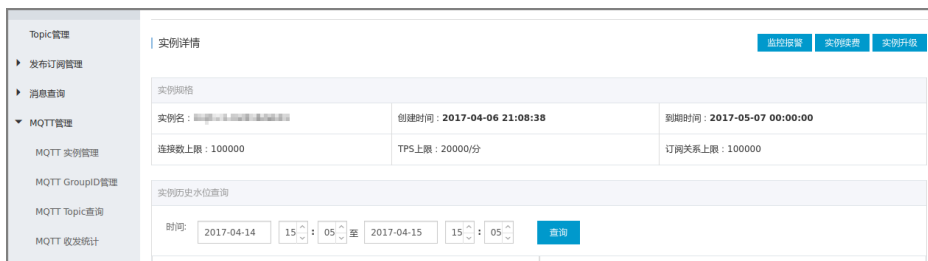 Topic管理
发布订阅管理
消息查询
MQTT管理
MQTT 实例管理
MQTT GroupID管理
MQTT Topic查询
MQTT 收发统计
实例详情
监控报警 实例续费 实例升级
实例规格
实例名： 创建时间：2017-04-06 21:08:38 到期时间：2017-05-07 00:00:00
连接数上限：100000 TPS上限：20000/分 订阅关系上限：100000
实例历史水位查询
时间: 2017-04-14 15 : 05 至 2017-04-15 15 : 05 查询